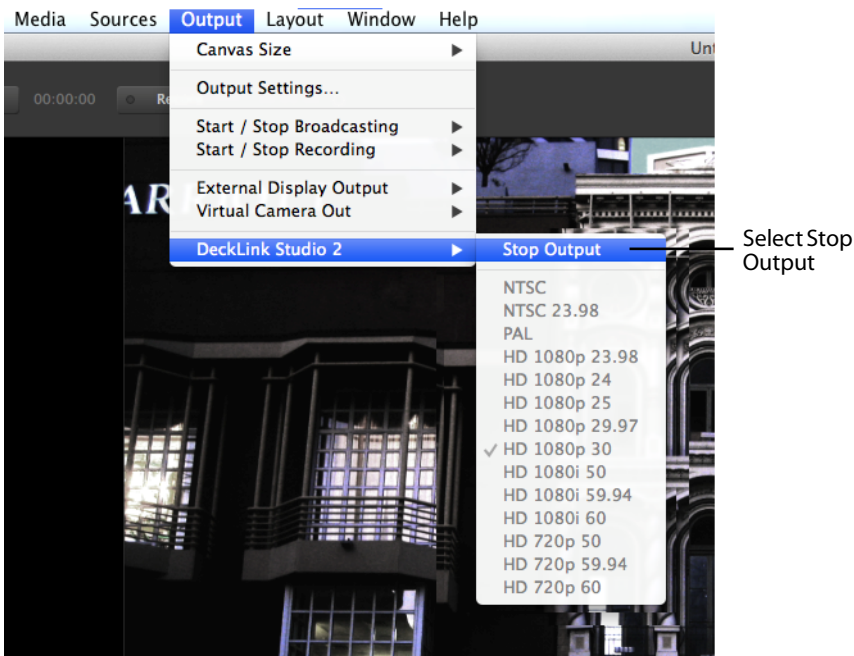 Media Sources Output Layout Window Help
Canvas Size
Unt
Output Settings...
00:00:00
Re
Start / Stop Broadcasting
Start / Stop Recording
External Display Output
Virtual Camera Out
AR
DeckLink Studio 2
Stop Output
Select Stop
Output
NTSC
NTSC 23.98
PAL
HD 1080p 23.98
HD 1080p 24
HD 1080p 25
HD 1080p 29.97
HD 1080p 30
HD 1080i 50
HD 1080i 59.94
HD 1080i 60
HD 720p 50
HD 720p 59.94
HD 720p 60